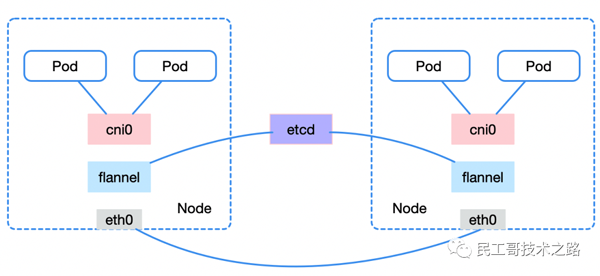 Pod
Pod
cni0
flannel
eth0
Node
etcd
Pod
Pod
cni0
flannel
Node
eth0
民工哥技术之路